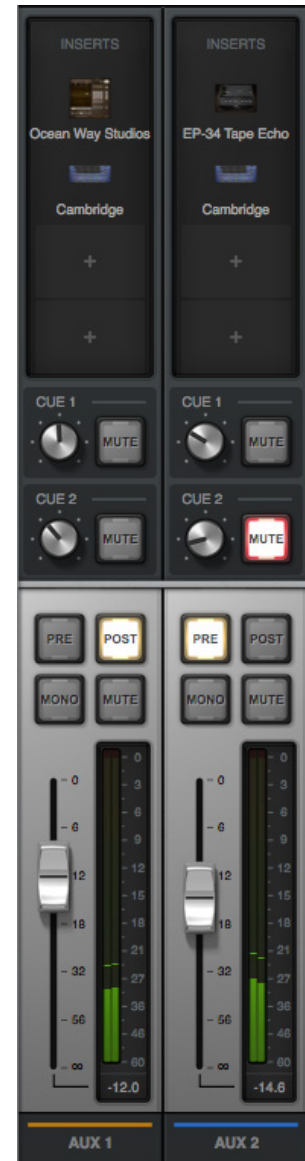 INSERTS INSERTS
Ocean Way Studios EP-34 Tape Echo
Cambridge Cambridge
+ +
+ +
CUE 1 CUE 1
MUTE MUTE
CUE 2 CUE 2
MUTE MUTE
PRE POST PRE POST
MONO MUTE MONO MUTE
0 0 0 0
3 3
6 6 6 6
9 9
12 12 12 12
15 15
18 18 18 18
21 21
32 27 32 27
36 36
56 46 56 46
∞ 60 ∞ 60
-12.0 -14.6
AUX 1 AUX 2